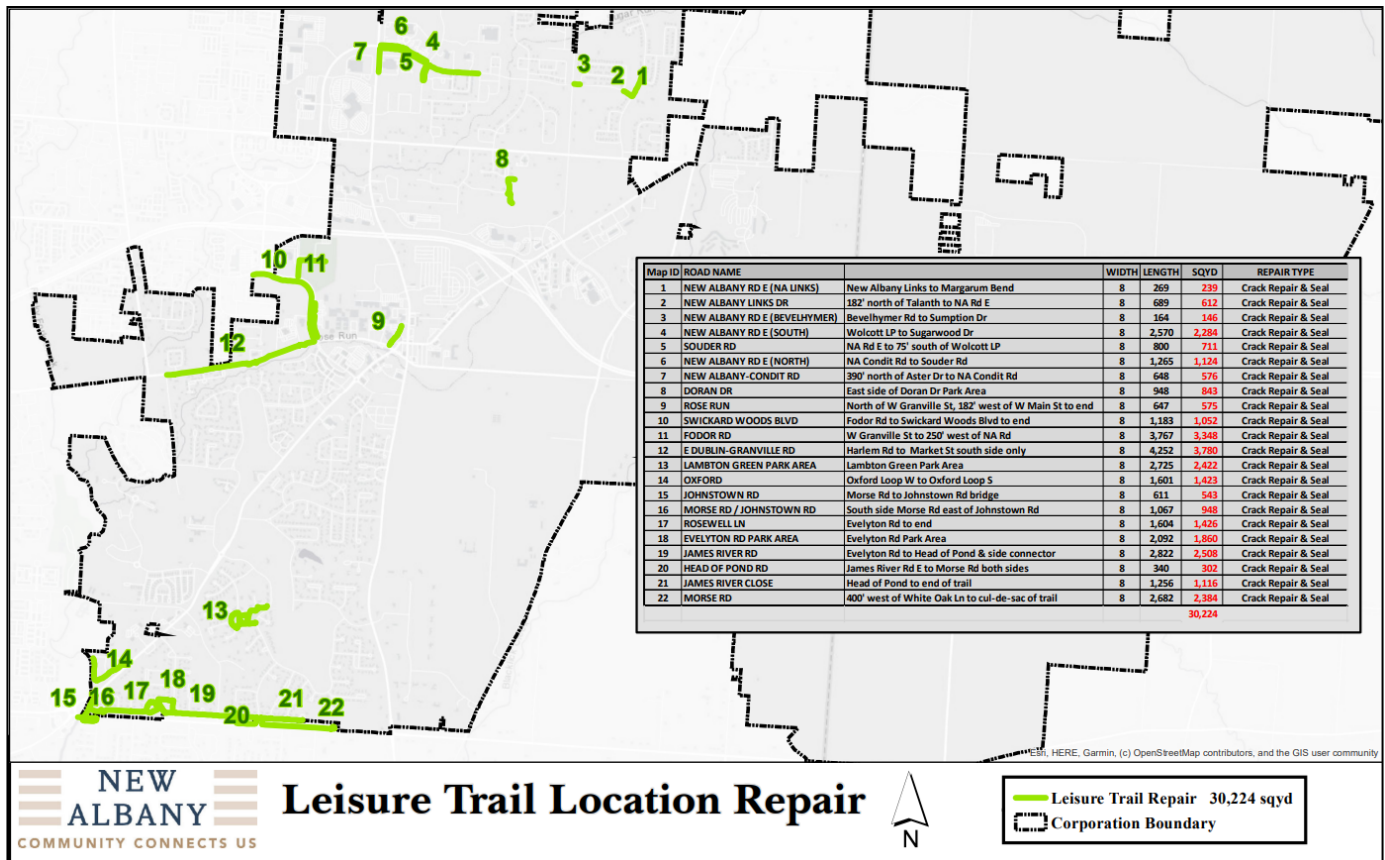 6
4
7
5
3
2
1
8
10
11
9
12
Map ID ROAD NAME WIDTH LENGTH SQYD REPAIR TYPE
1 NEW ALBANY RD E (NA LINKS) New Albany Links to Margarum Bend 8 269 239 Crack Repair & Seal
2 NEW ALBANY LINKS DR 182' north of Talanth to NA Rd E 8 689 612 Crack Repair & Seal
3 NEW ALBANY RD E (BEVELHYMER) Bevelhymer Rd to Sumption Dr 8 164 146 Crack Repair & Seal
4 NEW ALBANY RD E (SOUTH) Wolcott LP to Sugarwood Dr 8 2,570 2,284 Crack Repair & Seal
5 SOUDER RD NA Rd E to 75' south of Wolcott LP 8 800 711 Crack Repair & Seal
6 NEW ALBANY RD E (NORTH) NA Condit Rd to Souder Rd 8 1,265 1,124 Crack Repair & Seal
7 NEW ALBANY-CONDIT RD 390' north of Aster Dr to NA Condit Rd 8 648 576 Crack Repair & Seal
8 DORAN DR East side of Doran Dr Park Area 8 948 843 Crack Repair & Seal
9 ROSE RUN North of W Granville St, 182' west of W Main St to end 8 647 575 Crack Repair & Seal
10 SWICKARD WOODS BLVD Fodor Rd to Swickard Woods Blvd to end 8 1,183 1,052 Crack Repair & Seal
11 FODOR RD W Granville St to 250' west of NA Rd 8 3,767 3,348 Crack Repair & Seal
12 E DUBLIN-GRANVILLE RD Harlem Rd to Market St south side only 8 4,252 3,780 Crack Repair & Seal
13 LAMBTON GREEN PARK AREA Lambton Green Park Area 8 2,725 2,422 Crack Repair & Seal
14 OXFORD Oxford Loop W to Oxford Loop S 8 1,601 1,423 Crack Repair & Seal
15 JOHNSTOWN RD Morse Rd to Johnstown Rd bridge 8 611 543 Crack Repair & Seal
16 MORSE RD / JOHNSTOWN RD South side Morse Rd east of Johnstown Rd 8 1,067 948 Crack Repair & Seal
17 ROSEWELL LN Evelyton Rd to end 8 1,604 1,426 Crack Repair & Seal
18 EVELYTON RD PARK AREA Evelyton Rd Park Area 8 2,092 1,860 Crack Repair & Seal
19 JAMES RIVER RD Evelyton Rd to Head of Pond & side connector 8 2,822 2,508 Crack Repair & Seal
20 HEAD OF POND RD James River Rd E to Morse Rd both sides 8 340 302 Crack Repair & Seal
21 JAMES RIVER CLOSE Head of Pond to end of trail 8 1,256 1,116 Crack Repair & Seal
22 MORSE RD 400' west of White Oak Ln to cul-de-sac of trail 8 2,682 2,384 Crack Repair & Seal
30,224
13
14
15
16
17
18
19
20
21
22
Esri, HERE, Garmin, (c) OpenStreetMap contributors, and the GIS user community
NEW
ALBANY
COMMUNITY CONNECTS US
Leisure Trail Location Repair
N
Leisure Trail Repair 30,224 sqyd
Corporation Boundary